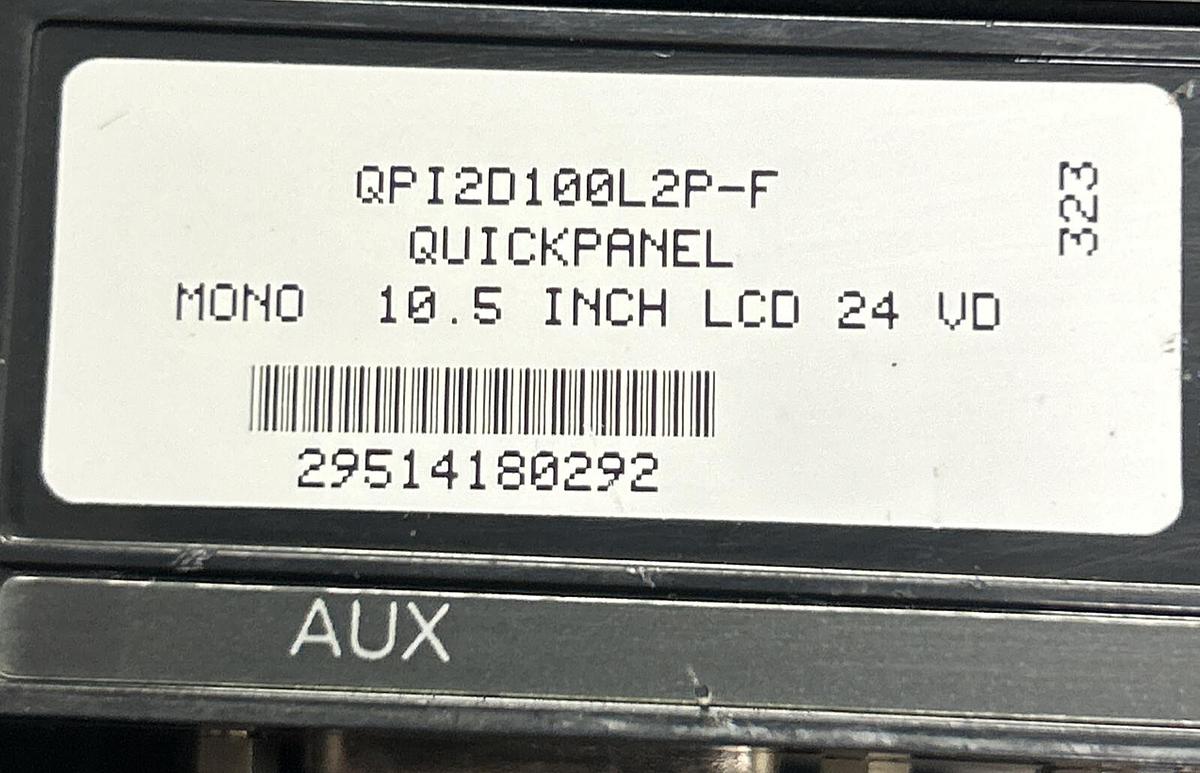 QPI2D100L2P-F
QUICKPANEL
MONO 10.5 INCH LCD 24 VD
323
29514180292
AUX